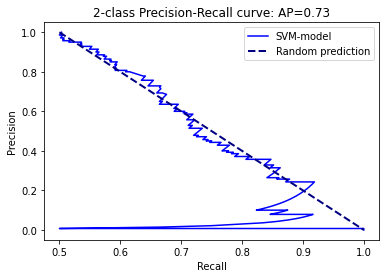 2-class Precision-Recall curve: AP=0.73
SVM-model
Random prediction
Precision
1.0
0.8
0.6
0.4
0.2
0.0
0.5 0.6 0.7 0.8 0.9 1.0
Recall